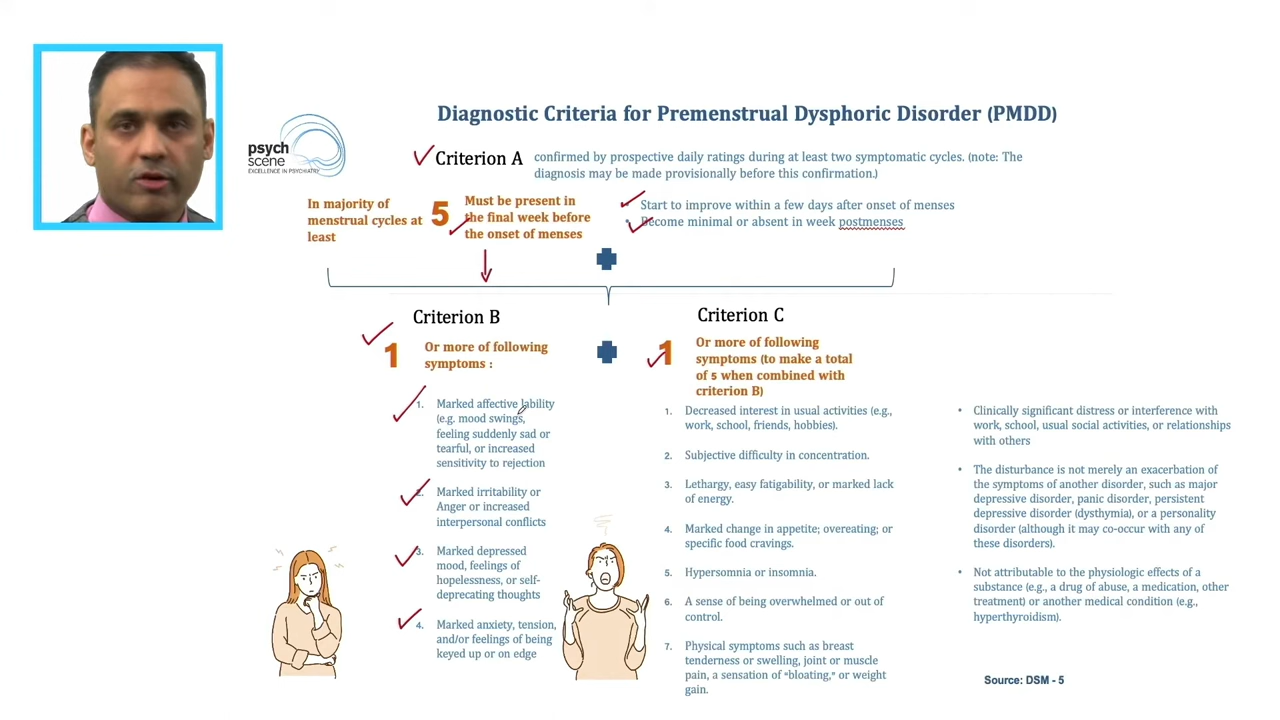 psych
scene
EXCELLENCE IN PSYCHIATRY
Diagnostic Criteria for Premenstrual Dysphoric Disorder (PMDD)
Criterion A
confirmed by prospective daily ratings during at least two symptomatic cycles. (note: The
diagnosis may be made provisionally before this confirmation.)
In majority of
menstrual cycles at
least
5
Must be present in
the final week before
the onset of menses
Start to improve within a few days after onset of menses
• Become minimal or absent in week postmenses
Criterion B
1
Or more of following
symptoms :
1. Marked affective lability
(e.g. mood swings,
feeling suddenly sad or
tearful, or increased
sensitivity to rejection
2. Marked irritability or
Anger or increased
interpersonal conflicts
3. Marked depressed
mood, feelings of
hopelessness, or self-
deprecating thoughts
4. Marked anxiety, tension,
and/or feelings of being
keyed up or on edge
Criterion C
1
Or more of following
symptoms (to make a total
of 5 when combined with
criterion B)
1. Decreased interest in usual activities (e.g.,
work, school, friends, hobbies).
2. Subjective difficulty in concentration.
3. Lethargy, easy fatigability, or marked lack
of energy.
4. Marked change in appetite; overeating; or
specific food cravings.
5. Hypersomnia or insomnia.
6. A sense of being overwhelmed or out of
control.
7. Physical symptoms such as breast
tenderness or swelling, joint or muscle
pain, a sensation of "bloating," or weight
gain.
• Clinically significant distress or interference with
work, school, usual social activities, or relationships
with others
• The disturbance is not merely an exacerbation of
the symptoms of another disorder, such as major
depressive disorder, panic disorder, persistent
depressive disorder (dysthymia), or a personality
disorder (although it may co-occur with any of
these disorders).
• Not attributable to the physiologic effects of a
substance (e.g., a drug of abuse, a medication, other
treatment) or another medical condition (e.g.,
hyperthyroidism).
Source: DSM - 5